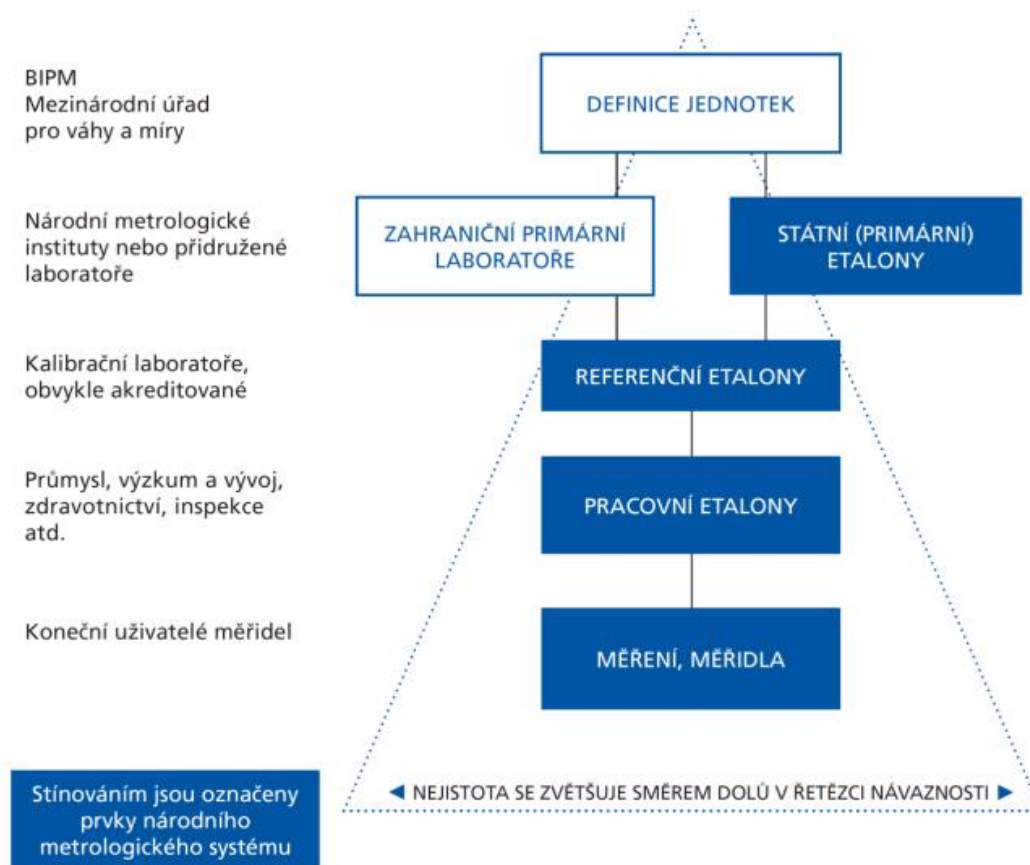 BIPM
Mezinárodní úřad
pro váhy a míry
DEFINICE JEDNOTEK
Národní metrologické
instituty nebo přidružené
laboratoře
ZAHRANIČNÍ PRIMÁRNÍ
LABORATOŘE
STÁTNÍ (PRIMÁRNÍ)
ETALONY
Kalibrační laboratoře,
obvykle akreditované
REFERENČNÍ ETALONY
Průmysl, výzkum a vývoj,
zdravotnictví, inspekce
atd.
PRACOVNÍ ETALONY
Koneční uživatelé měřidel
MĚŘENÍ, MĚŘIDLA
Stínováním jsou označeny
prvky národního
metrologického systému
◄ NEJISTOTA SE ZVĚTŠUJE SMĚREM DOLŮ V ŘETĚZCI NÁVAZNOSTI ►